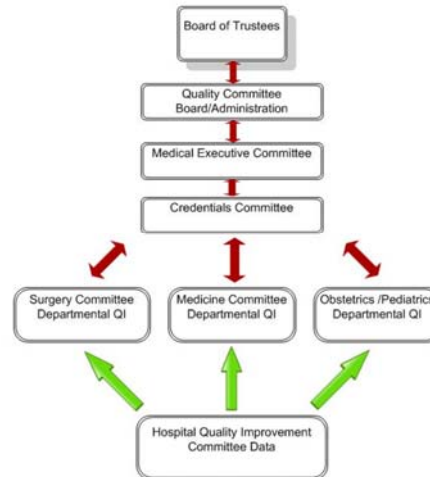 Board of Trustees
Quality Committee
Board/Administration
Medical Executive Committee
Credentials Committee
Surgery Committee
Departmental QI
Medicine Committee
Departmental QI
Obstetrics /Pediatrics
Departmental QI
Hospital Quality Improvement
Committee Data